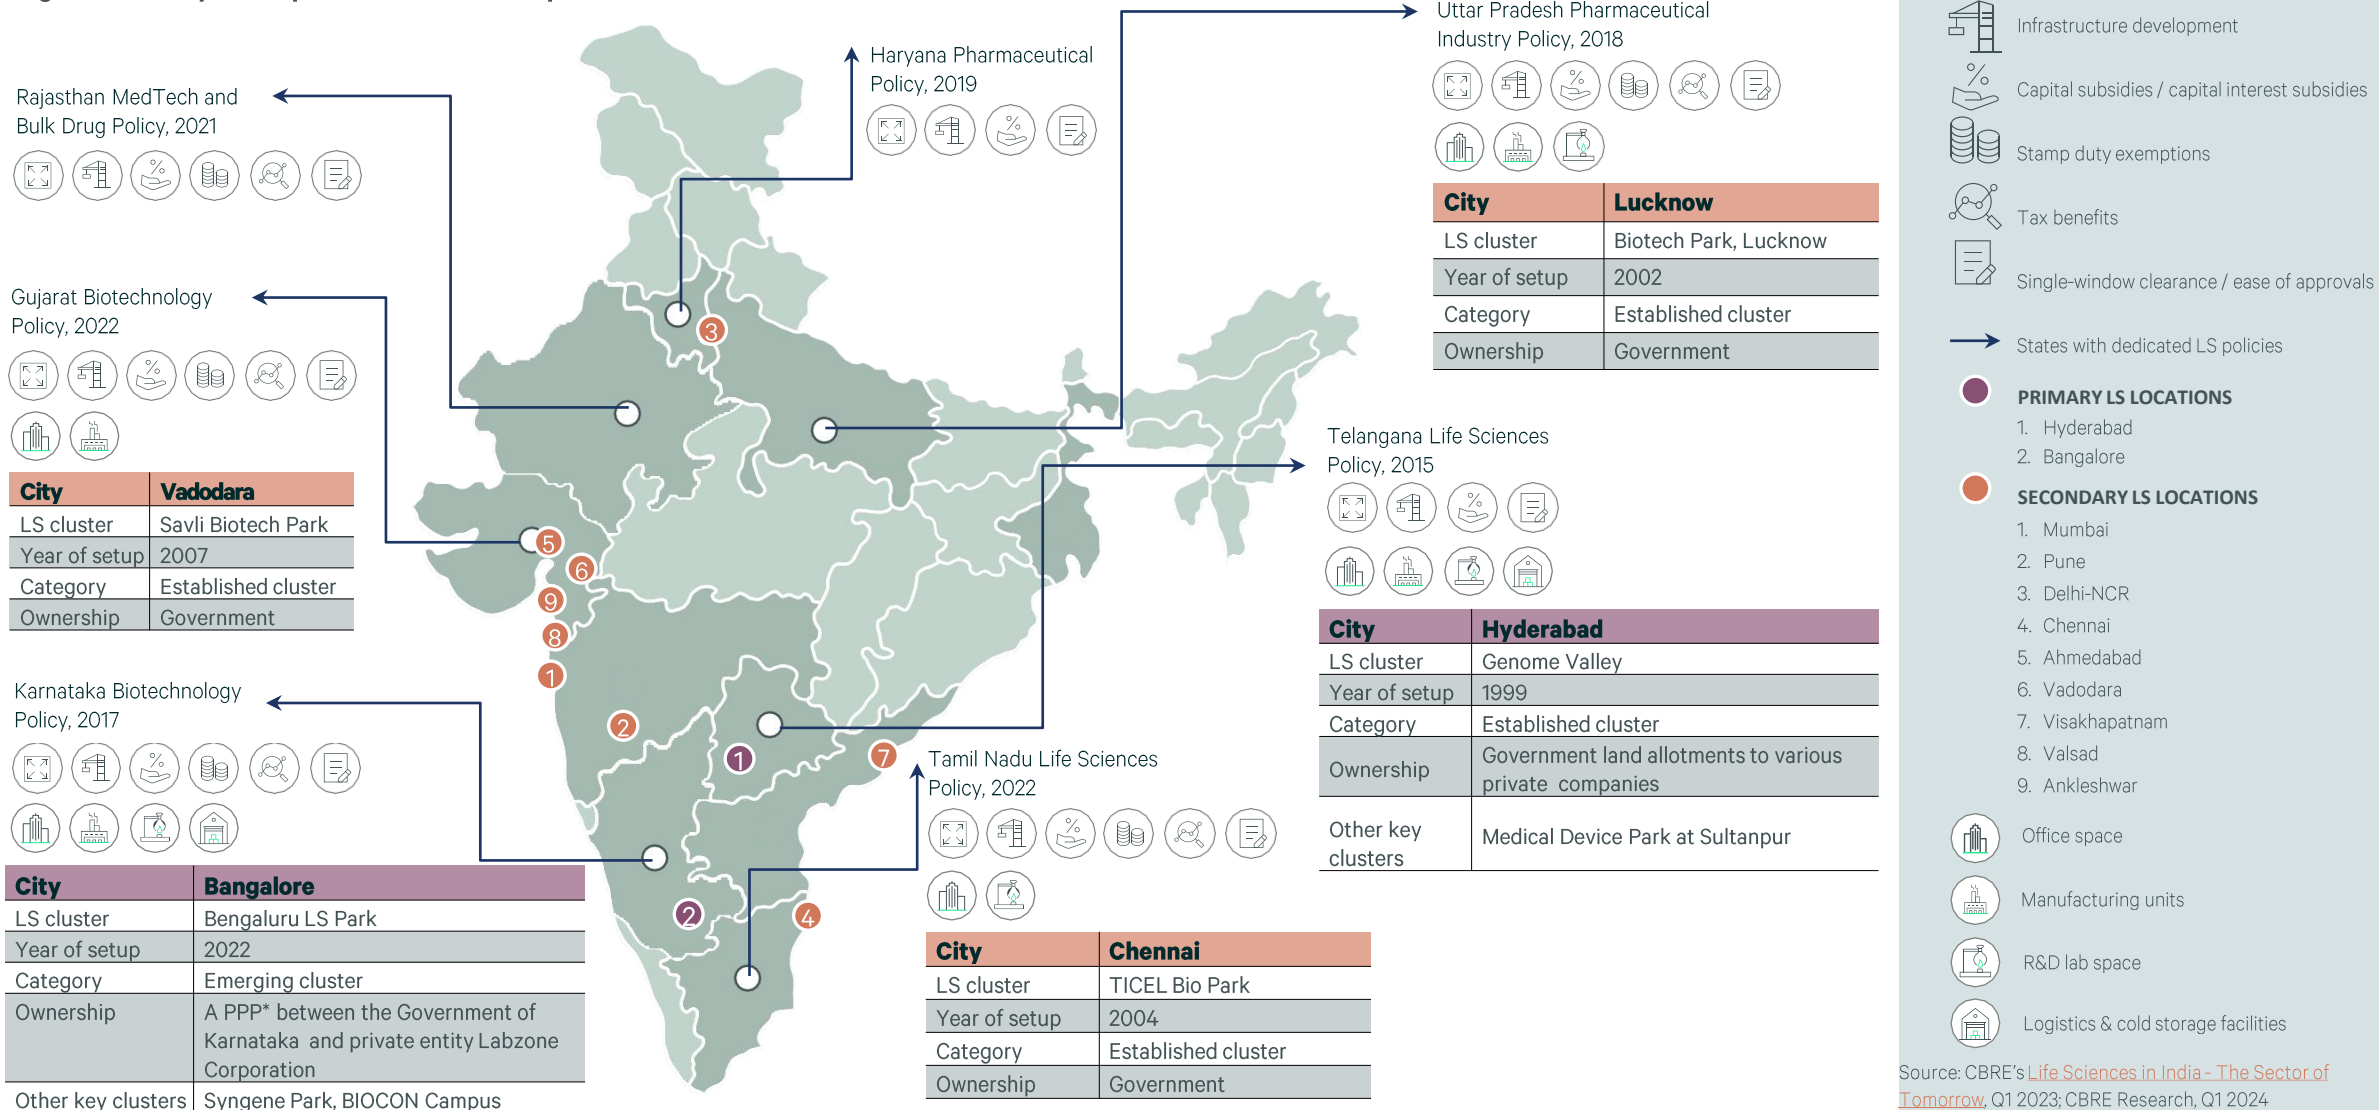 Rajasthan MedTech and
Bulk Drug Policy, 2021
Haryana Pharmaceutical
Policy, 2019
Uttar Pradesh Pharmaceutical
Industry Policy, 2018
City Lucknow
LS cluster Biotech Park, Lucknow
Year of setup 2002
Category Established cluster
Ownership Government
Gujarat Biotechnology
Policy, 2022
City Vadodara
LS cluster Savli Biotech Park
Year of setup 2007
Category Established cluster
Ownership Government
Telangana Life Sciences
Policy, 2015
City Hyderabad
LS cluster Genome Valley
Year of setup 1999
Category Established cluster
Ownership Government land allotments to various
private companies
Other key
clusters Medical Device Park at Sultanpur
Karnataka Biotechnology
Policy, 2017
City Bangalore
LS cluster Bengaluru LS Park
Year of setup 2022
Category Emerging cluster
Ownership A PPP* between the Government of
Karnataka and private entity Labzone
Corporation
Other key clusters Syngene Park, BIOCON Campus
Tamil Nadu Life Sciences
Policy, 2022
City Chennai
LS cluster TICEL Bio Park
Year of setup 2004
Category Established cluster
Ownership Government
3
5
6
9
8
1
2
1
7
2
4
Infrastructure development
Capital subsidies / capital interest subsidies
Stamp duty exemptions
Tax benefits
Single-window clearance / ease of approvals
States with dedicated LS policies
PRIMARY LS LOCATIONS
1. Hyderabad
2. Bangalore
SECONDARY LS LOCATIONS
1. Mumbai
2. Pune
3. Delhi-NCR
4. Chennai
5. Ahmedabad
6. Vadodara
7. Visakhapatnam
8. Valsad
9. Ankleshwar
Office space
Manufacturing units
R&D lab space
Logistics & cold storage facilities
Source: CBRE's Life Sciences in India - The Sector of
Tomorrow, Q1 2023; CBRE Research, Q1 2024